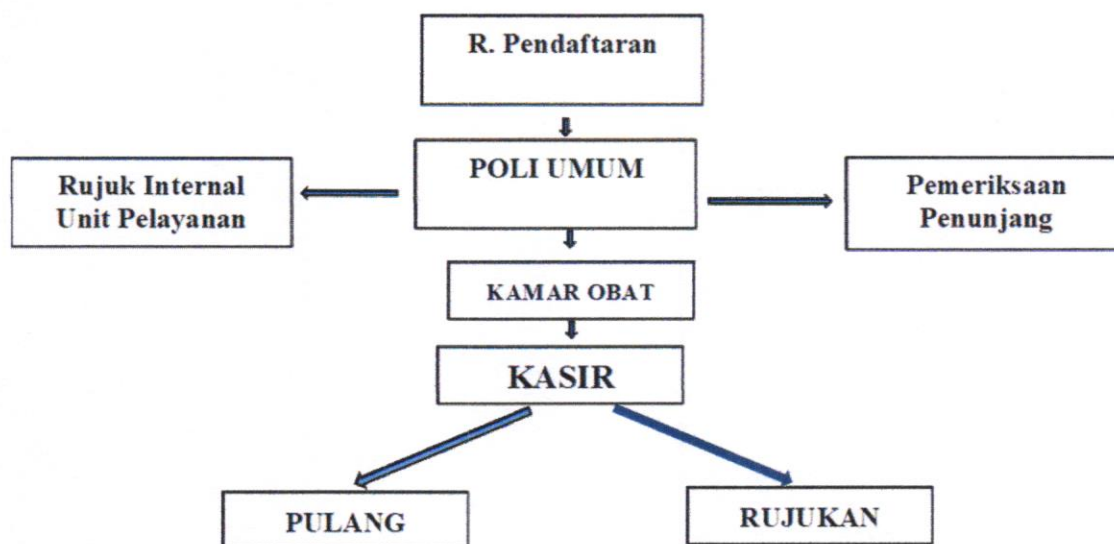 R. Pendaftaran
POLI UMUM
Rujuk Internal
Unit Pelayanan
Pemeriksaan
Penunjang
KAMAR OBAT
KASIR
PULANG
RUJUKAN